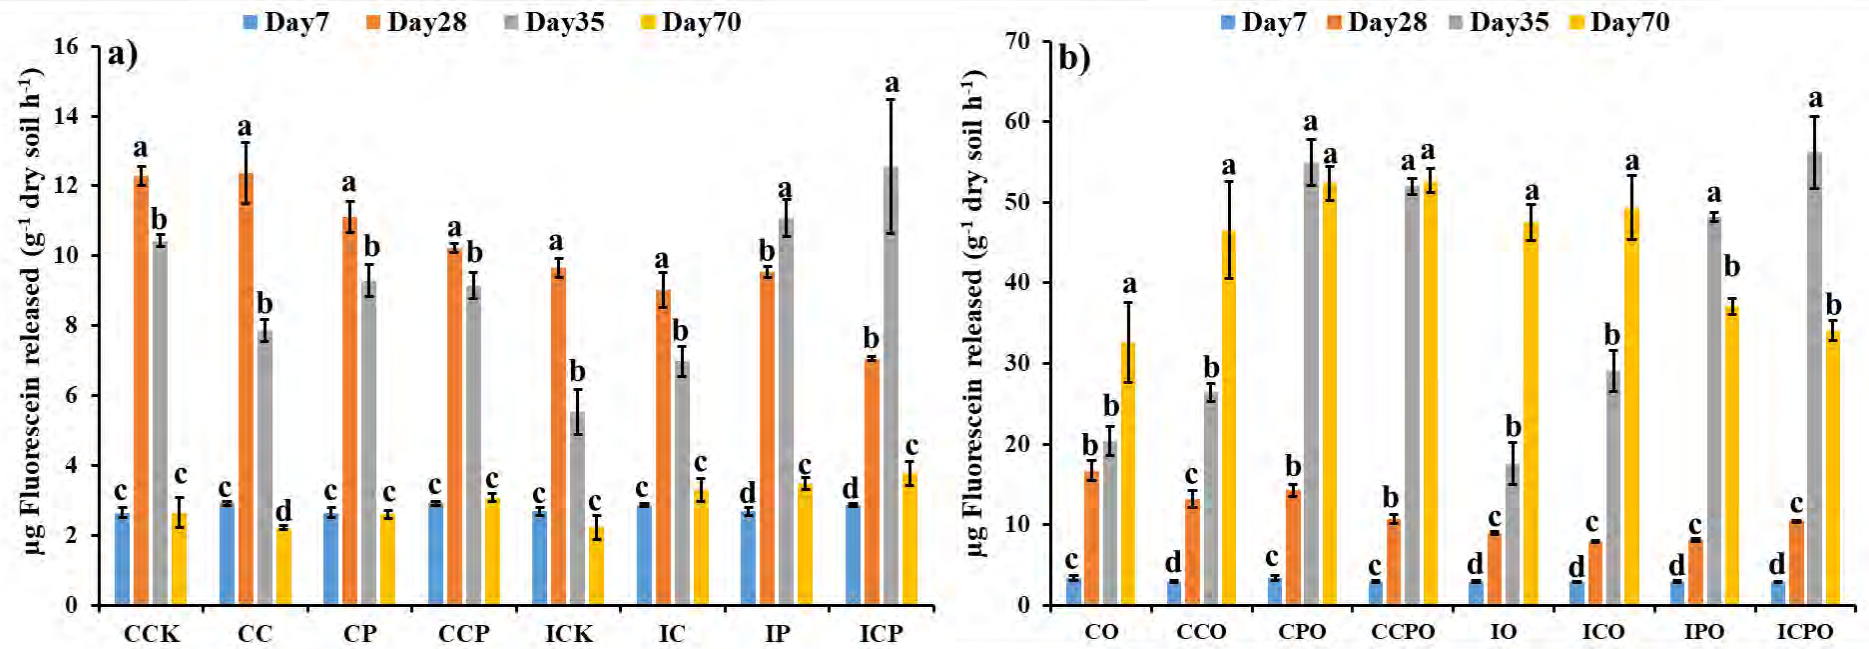 Day7 Day28 Day35 Day70
a)
µg Fluorescein released (g-1 dry soil h-1)
16
14
12
10
8
6
4
2
0
c a b c
c a b d
c a b c
c a b c
c a b c
c a b c
d b a c
d b a c
CCK CC CP CCP ICK IC IP ICP
Day7 Day28 Day35 Day70
b)
µg Fluorescein released (g-1 dry soil h-1)
70
60
50
40
30
20
10
0
c b b a
d c b a
c b a a
c b a a
d c b a
d c b a
d c a b
d c a b
CO CCO CPO CCPO IO ICO IPO ICPO